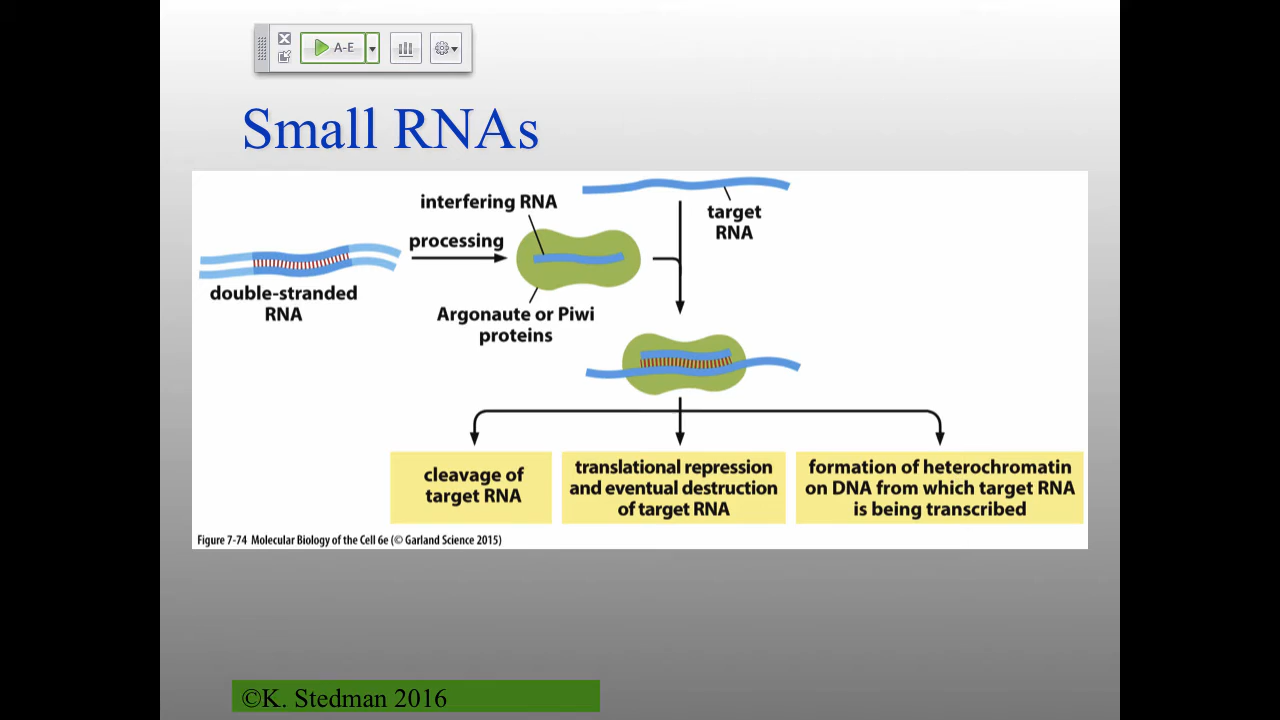 A-E
Small RNAs
interfering RNA
target
RNA
processing
double-stranded
RNA
Argonaute or Piwi
proteins
cleavage of
target RNA
translational repression
and eventual destruction
of target RNA
formation of heterochromatin
on DNA from which target RNA
is being transcribed
Figure 7-74 Molecular Biology of the Cell 6e (© Garland Science 2015)
©K. Stedman 2016